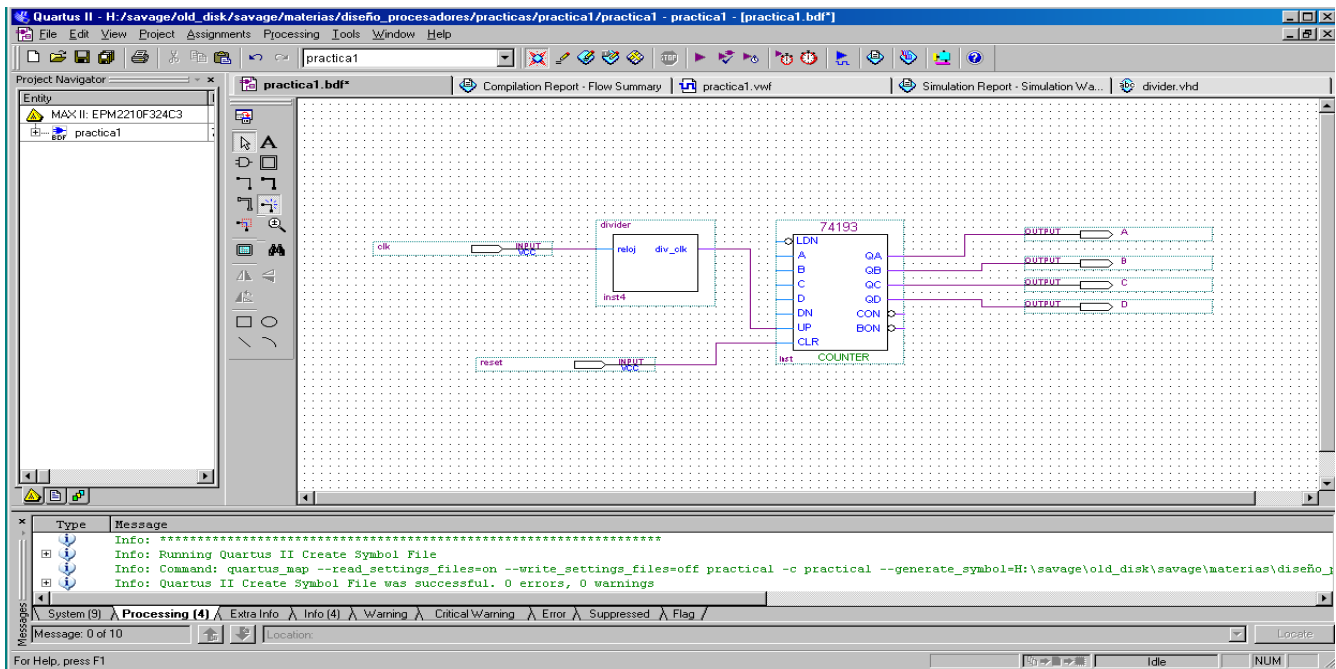 Quartus II - H:/savage/old_disk/savage/materias/diseño_procesadores/practicas/practica1/practica1 - practica1 - [practica1.bdf*]
File Edit View Project Assignments Processing Tools Window Help
practica1
Project Navigator
practica1.bdf*
Compilation Report - Flow Summary
practica1.vwf
Simulation Report - Simulation Wa...
divider.vhd
Entity
MAX II: EPM2210F324C3
practica1
divider
reloj div_clk
inst4
clk
INPUT
VCC
reset
INPUT
VCC
74193
LDN
A QA
B QB
C QC
D QD
DN CON
UP BON
CLR
inst COUNTER
OUTPUT A
OUTPUT B
OUTPUT C
OUTPUT D
Type Message
Info: *******************************************************************
Info: Running Quartus II Create Symbol File
Info: Command: quartus_map --read_settings_files=on --write_settings_files=off practica1 -c practica1 --generate_symbol=H:\savage\old_disk\savage\materias\diseño_
Info: Quartus II Create Symbol File was successful. 0 errors, 0 warnings
Messages
System (9) Processing (4) Extra Info Info (4) Warning Critical Warning Error Suppressed Flag
Message: 0 of 10
Location:
Locate
For Help, press F1
Idle
NUM